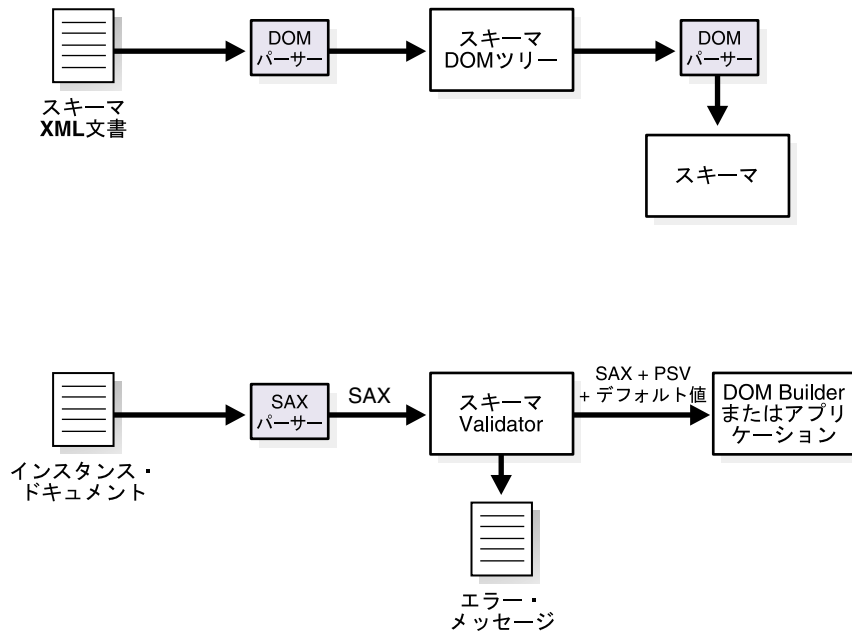 DOM
パーサー
スキーマ
DOMツリー
DOM
パーサー
スキーマ
XML文書
スキーマ
SAX
パーサー
SAX
スキーマ
Validator
SAX + PSV
+ デフォルト値
DOM Builder
またはアプリ
ケーション
インスタンス・
ドキュメント
エラー・
メッセージ